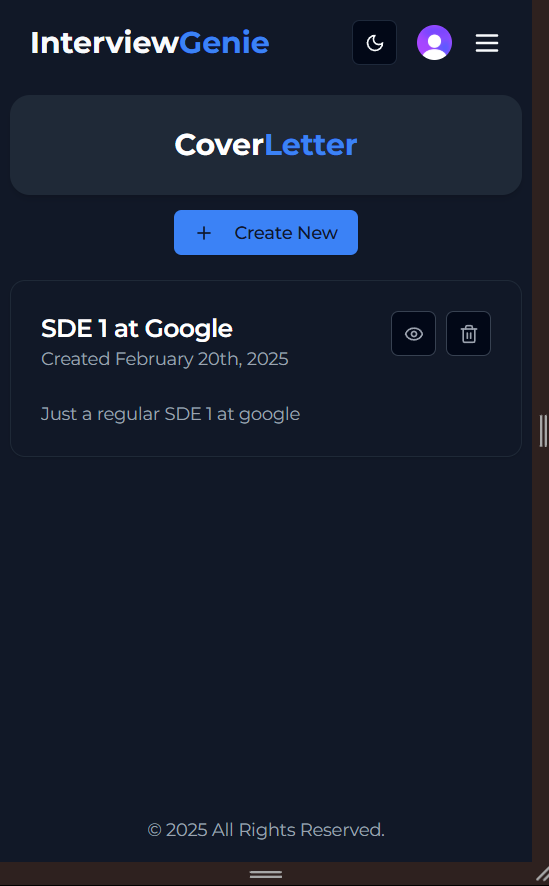 InterviewGenie
CoverLetter
Create New
SDE 1 at Google
Created February 20th, 2025
Just a regular SDE 1 at google
© 2025 All Rights Reserved.